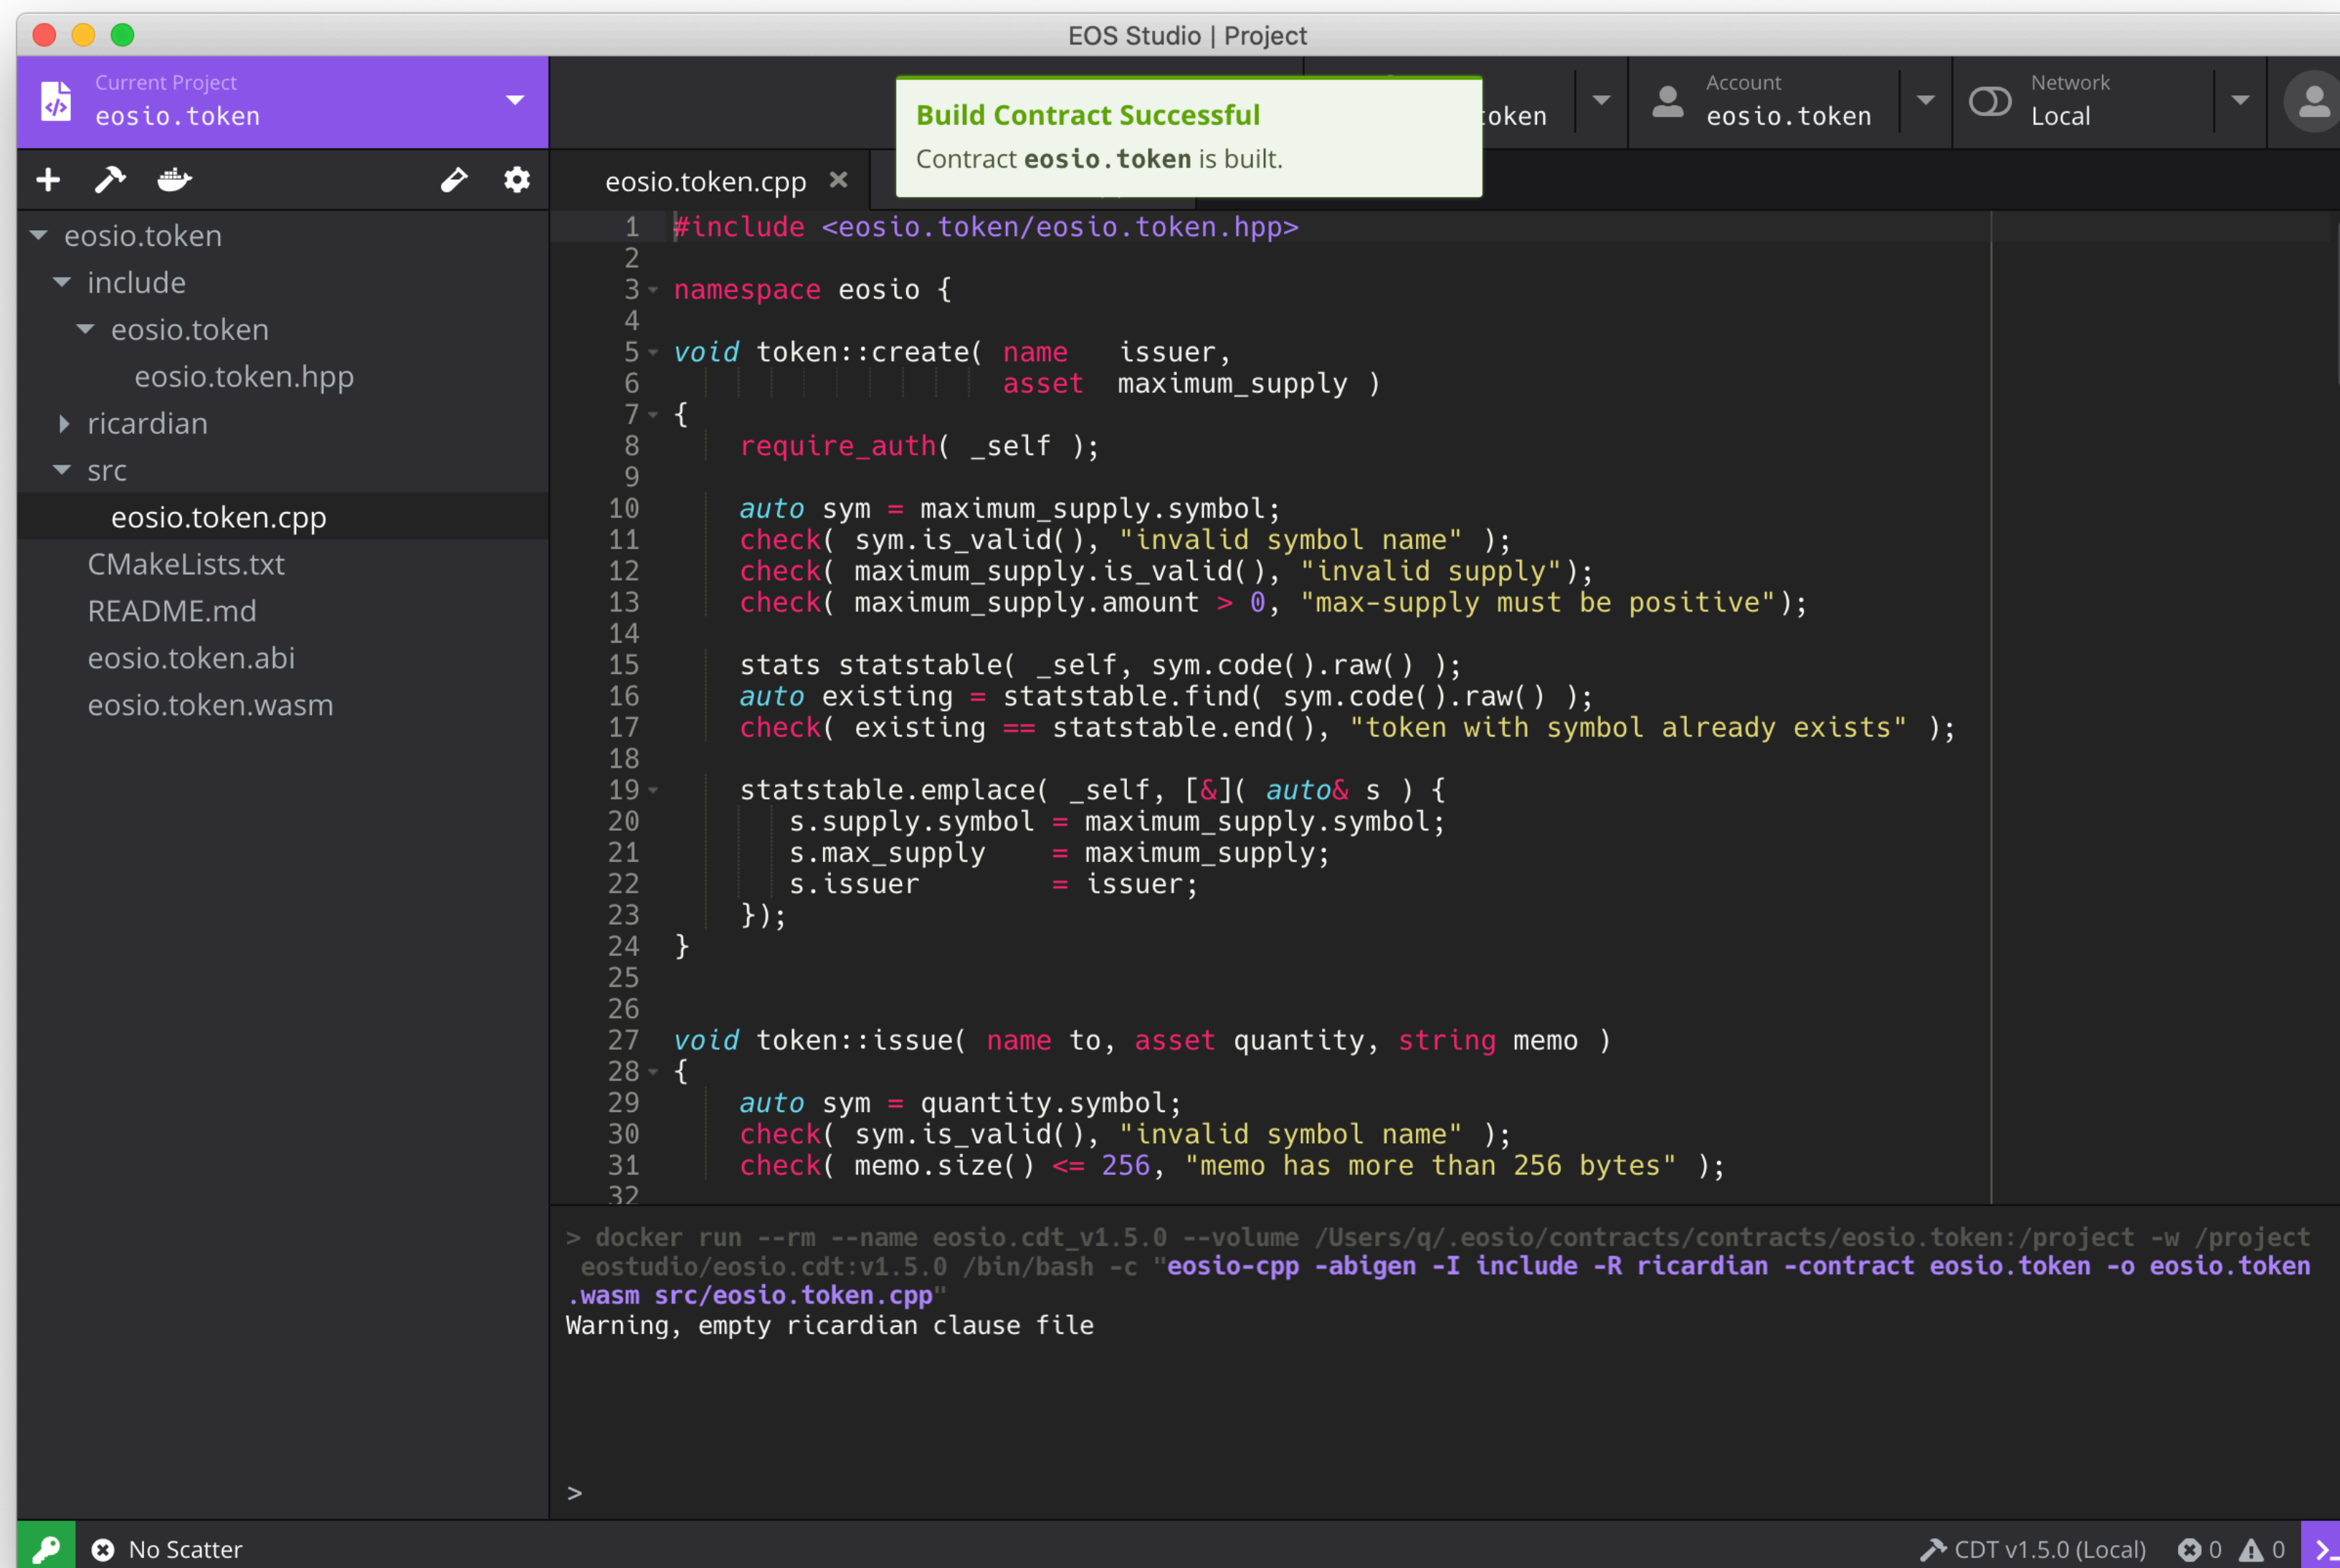 EOS Studio | Project
Current Project
eosio.token
Build Contract Successful
Contract eosio.token is built.
token
Account
eosio.token
Network
Local
eosio.token.cpp
eosio.token
include
eosio.token
eosio.token.hpp
ricardian
src
eosio.token.cpp
CMakeLists.txt
README.md
eosio.token.abi
eosio.token.wasm
1 #include <eosio.token/eosio.token.hpp>
2
3 namespace eosio {
4
5 void token::create( name   issuer,
6                     asset  maximum_supply )
7 {
8     require_auth( _self );
9
10     auto sym = maximum_supply.symbol;
11     check( sym.is_valid(), "invalid symbol name" );
12     check( maximum_supply.is_valid(), "invalid supply");
13     check( maximum_supply.amount > 0, "max-supply must be positive");
14
15     stats statstable( _self, sym.code().raw() );
16     auto existing = statstable.find( sym.code().raw() );
17     check( existing == statstable.end(), "token with symbol already exists" );
18
19     statstable.emplace( _self, [&]( auto& s ) {
20        s.supply.symbol = maximum_supply.symbol;
21        s.max_supply    = maximum_supply;
22        s.issuer        = issuer;
23     });
24 }
25
26
27 void token::issue( name to, asset quantity, string memo )
28 {
29     auto sym = quantity.symbol;
30     check( sym.is_valid(), "invalid symbol name" );
31     check( memo.size() <= 256, "memo has more than 256 bytes" );
32
> docker run --rm --name eosio.cdt_v1.5.0 --volume /Users/q/.eosio/contracts/contracts/eosio.token:/project -w /project
eostudio/eosio.cdt:v1.5.0 /bin/bash -c "eosio-cpp -abigen -I include -R ricardian -contract eosio.token -o eosio.token
.wasm src/eosio.token.cpp"
Warning, empty ricardian clause file
>
No Scatter
CDT v1.5.0 (Local)
0
0